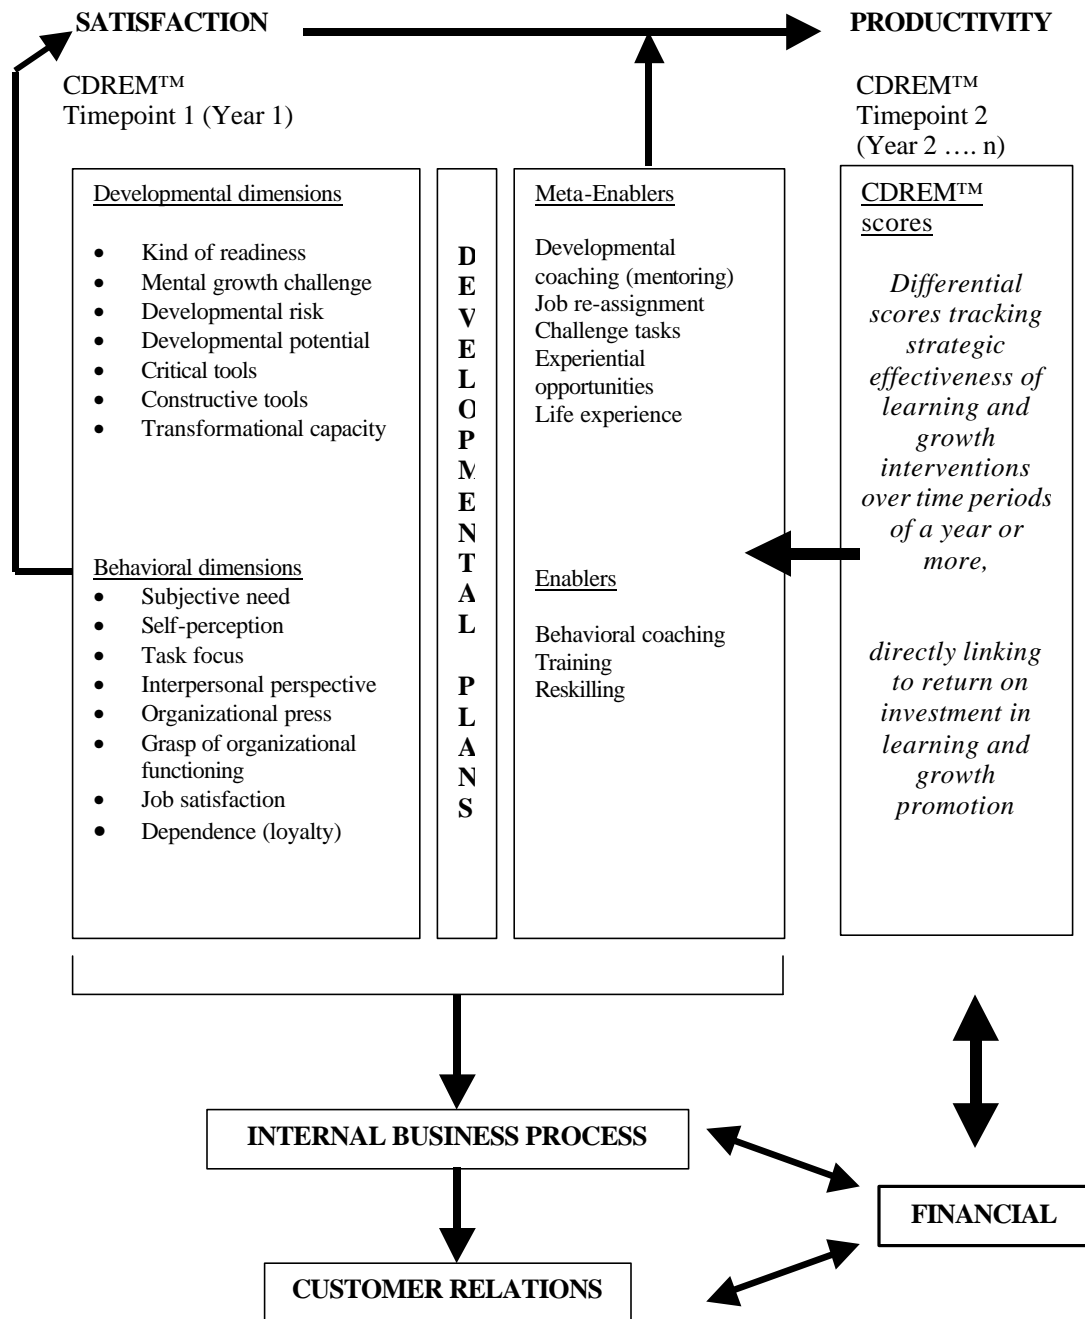 SATISFACTION
PRODUCTIVITY
CDREM™
Timepoint 1 (Year 1)
CDREM™
Timepoint 2
(Year 2 …. n)
Developmental dimensions
• Kind of readiness
• Mental growth challenge
• Developmental risk
• Developmental potential
• Critical tools
• Constructive tools
• Transformational capacity
Behavioral dimensions
• Subjective need
• Self-perception
• Task focus
• Interpersonal perspective
• Organizational press
• Grasp of organizational
functioning
• Job satisfaction
• Dependence (loyalty)
DEVELOPMENTAL
PLANS
Meta-Enablers
Developmental
coaching (mentoring)
Job re-assignment
Challenge tasks
Experiential
opportunities
Life experience
Enablers
Behavioral coaching
Training
Reskilling
CDREM™
scores
Differential
scores tracking
strategic
effectiveness of
learning and
growth
interventions
over time periods
of a year or
more,
directly linking
to return on
investment in
learning and
growth
promotion
INTERNAL BUSINESS PROCESS
FINANCIAL
CUSTOMER RELATIONS